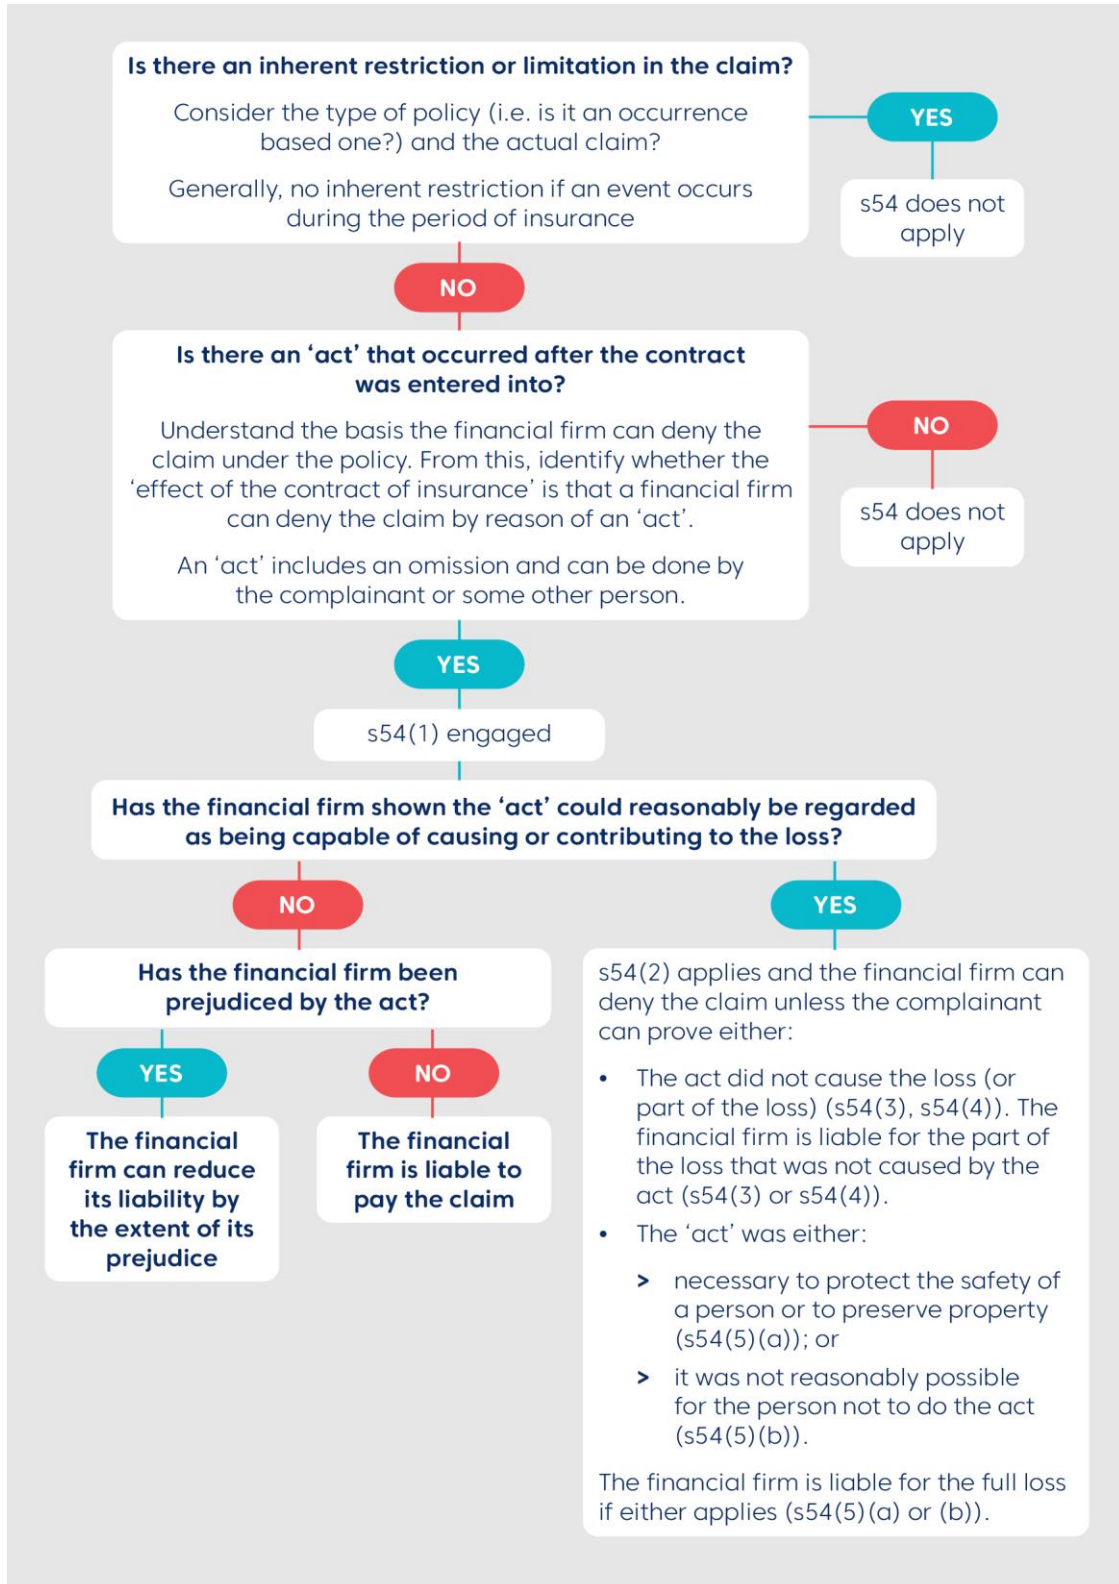 Is there an inherent restriction or limitation in the claim?
Consider the type of policy (i.e. is it an occurrence
based one?) and the actual claim?
Generally, no inherent restriction if an event occurs
during the period of insurance
YES
s54 does not
apply
NO
Is there an ‘act’ that occurred after the contract
was entered into?
Understand the basis the financial firm can deny the
claim under the policy. From this, identify whether the
‘effect of the contract of insurance’ is that a financial firm
can deny the claim by reason of an ‘act’.
An ‘act’ includes an omission and can be done by
the complainant or some other person.
NO
s54 does not
apply
YES
s54(1) engaged
Has the financial firm shown the ‘act’ could reasonably be regarded
as being capable of causing or contributing to the loss?
NO
Has the financial firm been
prejudiced by the act?
YES
The financial
firm can reduce
its liability by
the extent of its
prejudice
NO
The financial
firm is liable to
pay the claim
YES
s54(2) applies and the financial firm can
deny the claim unless the complainant
can prove either:
• The act did not cause the loss (or
part of the loss) (s54(3), s54(4)). The
financial firm is liable for the part of
the loss that was not caused by the
act (s54(3) or s54(4)).
• The ‘act’ was either:
> necessary to protect the safety of
a person or to preserve property
(s54(5)(a)); or
> it was not reasonably possible
for the person not to do the act
(s54(5)(b)).
The financial firm is liable for the full loss
if either applies (s54(5)(a) or (b)).